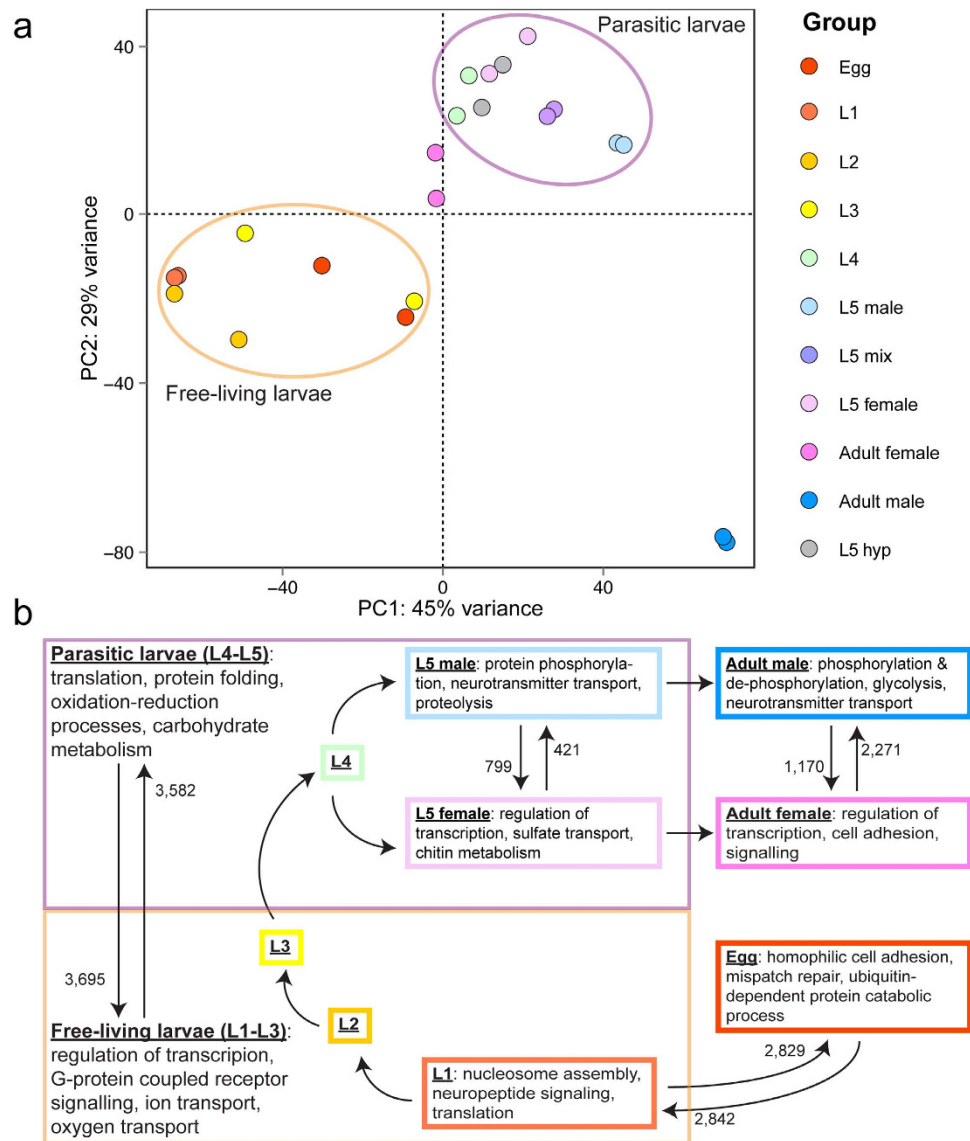 a
Parasitic larvae
Free-living larvae
40
0
−40
−80
PC2: 29% variance
−40
0
40
PC1: 45% variance
Group
Egg
L1
L2
L3
L4
L5 male
L5 mix
L5 female
Adult female
Adult male
L5 hyp
b
Parasitic larvae (L4-L5):
translation, protein folding,
oxidation-reduction
processes, carbohydrate
metabolism
3,582
3,695
Free-living larvae (L1-L3):
regulation of transcripion,
G-protein coupled receptor
signalling, ion transport,
oxygen transport
L4
L3
L2
L5 male: protein phosphoryla-
tion, neurotransmitter transport,
proteolysis
799
421
L5 female: regulation of
transcription, sulfate transport,
chitin metabolism
Adult male: phosphorylation &
de-phosphorylation, glycolysis,
neurotransmitter transport
1,170
2,271
Adult female: regulation of
transcription, cell adhesion,
signalling
Egg: homophilic cell adhesion,
mispatch repair, ubiquitin-
dependent protein catabolic
process
2,829
2,842
L1: nucleosome assembly,
neuropeptide signaling,
translation